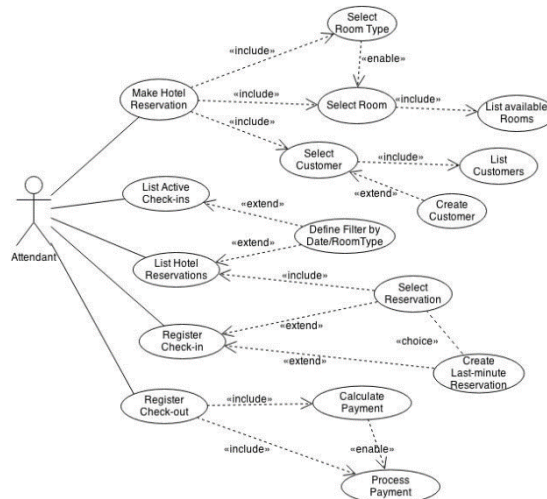 Select
Room Type
«include»
«enable»
Make Hotel
Reservation
«include»
Select Room
«include»
List available
Rooms
«include»
Select
Customer
«include»
List
Customers
«extend»
Create
Customer
List Active
Check-ins
«extend»
Define Filter by
Date/RoomType
«extend»
Attendant
List Hotel
Reservations
«include»
Select
Reservation
«extend»
«choice»
Register
Check-in
«extend»
Create
Last-minute
Reservation
Register
Check-out
«include»
Calculate
Payment
«include»
«enable»
Process
Payment